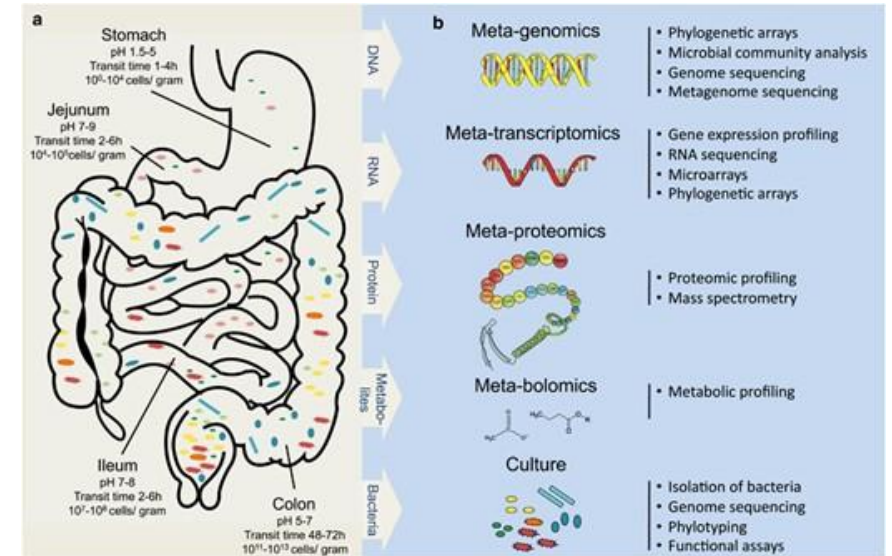 a
Stomach
pH 1.5-5
Transit time 1-4h
10⁰-10⁴ cells/ gram
Jejunum
pH 7-9
Transit time 2-6h
10⁴-10⁵cells/ gram
Ileum
pH 7-8
Transit time 2-6h
10⁷-10⁸ cells/ gram
Colon
pH 5-7
Transit time 48-72h
10¹¹-10¹³ cells/ gram
DNA
RNA
Protein
Metabo-
lites
Bacteria
b
Meta-genomics
• Phylogenetic arrays
• Microbial community analysis
• Genome sequencing
• Metagenome sequencing
Meta-transcriptomics
• Gene expression profiling
• RNA sequencing
• Microarrays
• Phylogenetic arrays
Meta-proteomics
• Proteomic profiling
• Mass spectrometry
Meta-bolomics
• Metabolic profiling
Culture
• Isolation of bacteria
• Genome sequencing
• Phylotyping
• Functional assays